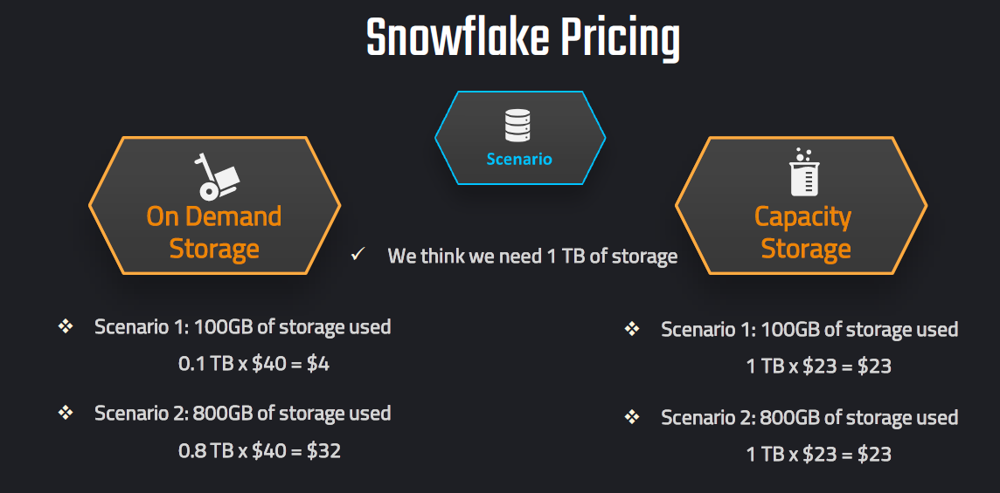 Snowflake Pricing
Scenario
On Demand
Storage
Capacity
Storage
✓ We think we need 1 TB of storage
❖ Scenario 1: 100GB of storage used
0.1 TB x $40 = $4
❖ Scenario 2: 800GB of storage used
0.8 TB x $40 = $32
❖ Scenario 1: 100GB of storage used
1 TB x $23 = $23
❖ Scenario 2: 800GB of storage used
1 TB x $23 = $23